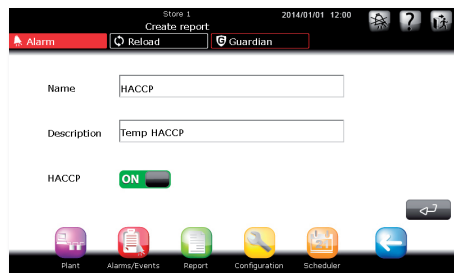 Store 1
2014/01/01 12:00
Create report
Alarm
Reload
Guardian
?
Name
HACCP
Description
Temp HACCP
HACCP
ON
Plant
Alarms/Events
Report
Configuration
Scheduler